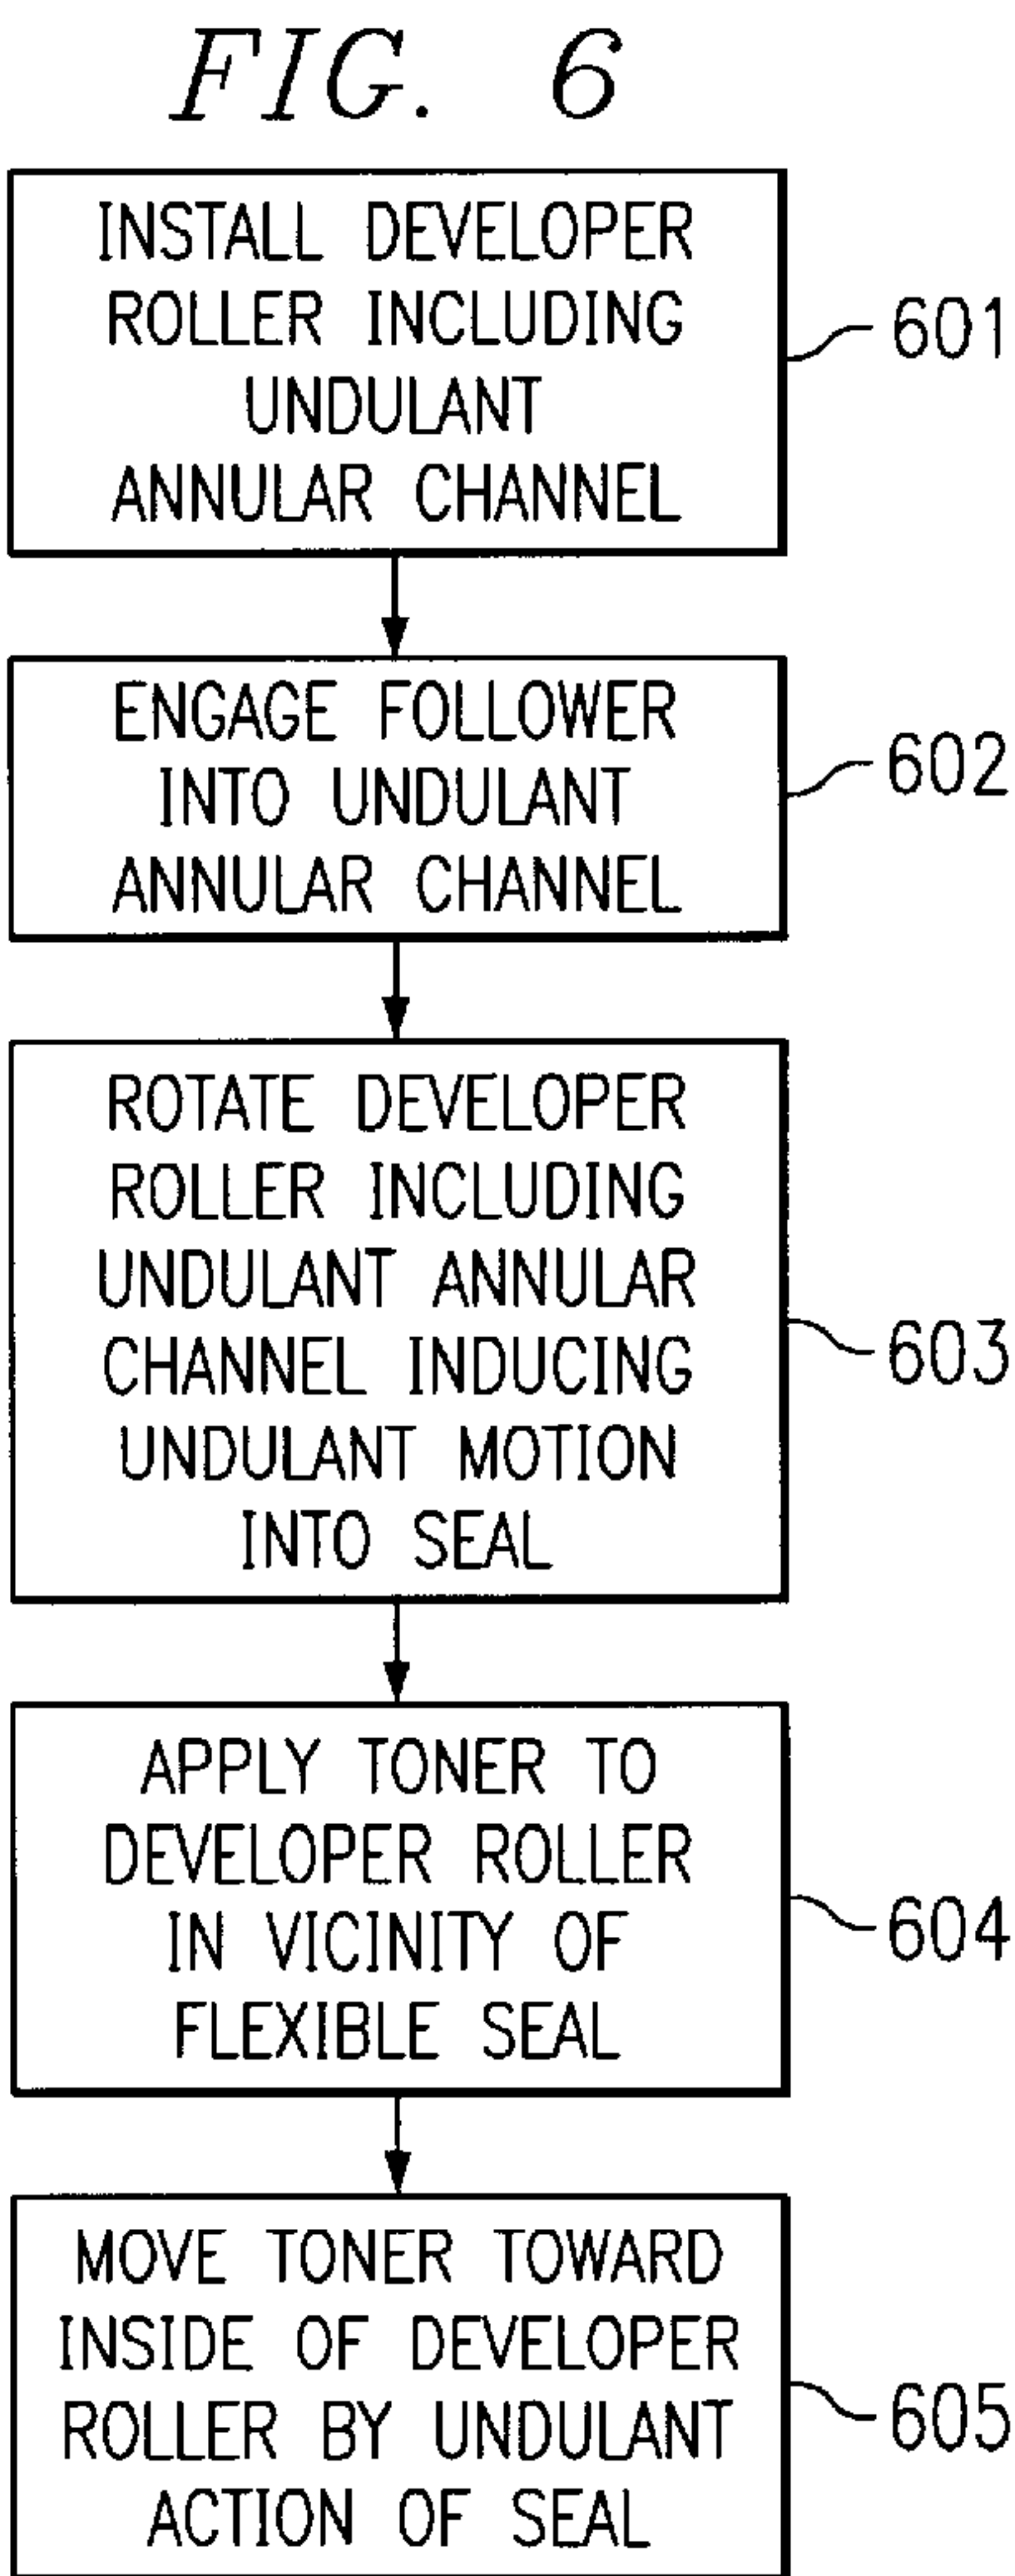 FIG. 6
INSTALL DEVELOPER
ROLLER INCLUDING
UNDULANT
ANNULAR CHANNEL
601
ENGAGE FOLLOWER
INTO UNDULANT
ANNULAR CHANNEL
602
ROTATE DEVELOPER
ROLLER INCLUDING
UNDULANT ANNULAR
CHANNEL INDUCING
UNDULANT MOTION
INTO SEAL
603
APPLY TONER TO
DEVELOPER ROLLER
IN VICINITY OF
FLEXIBLE SEAL
604
MOVE TONER TOWARD
INSIDE OF DEVELOPER
ROLLER BY UNDULANT
ACTION OF SEAL
605